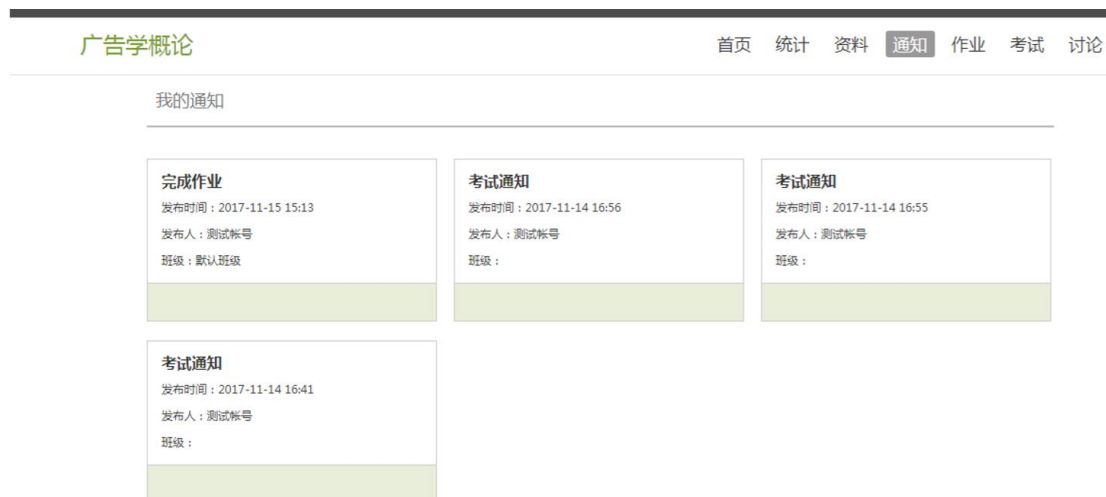 广告学概论
首页 统计 资料 通知 作业 考试 讨论
我的通知
完成作业
发布时间：2017-11-15 15:13
发布人：测试帐号
班级：默认班级
考试通知
发布时间：2017-11-14 16:56
发布人：测试帐号
班级：
考试通知
发布时间：2017-11-14 16:55
发布人：测试帐号
班级：
考试通知
发布时间：2017-11-14 16:41
发布人：测试帐号
班级：